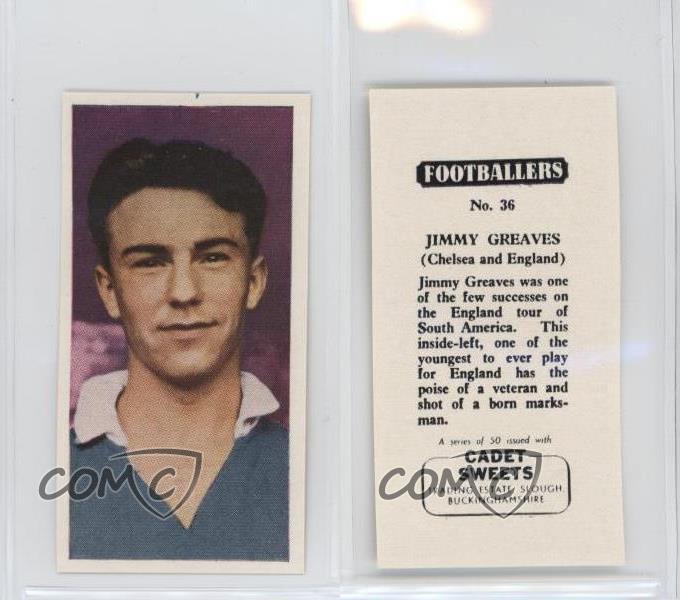 FOOTBALLERS
No. 36
JIMMY GREAVES
(Chelsea and England)
Jimmy Greaves was one
of the few successes on
the England tour of
South America. This
inside-left, one of the
youngest to ever play
for England has the
poise of a veteran and
shot of a born marks-
man.
A series of 50 issued with
CADET
SWEETS
ESTATE, SLOUGH,
BUCKINGHAMSHIRE
COMC
COMC